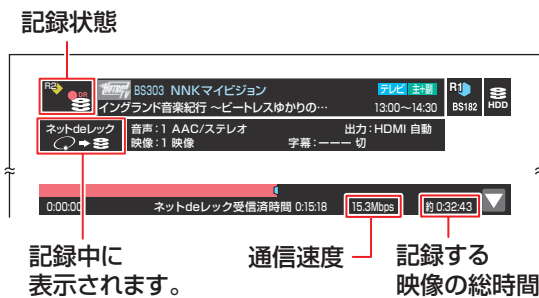 記録状態
R2 DR
BS303 NNKマイビジョン テレビ 主+副
イングランド音楽紀行 ~ビートレスゆかりの… 13:00~14:30
R1
BS182
HDD
ネットdeレック
音声:1 AAC/ステレオ 出力:HDMI 自動
映像:1 映像 字幕:ーーー 切
0:00:00 ネットdeレック受信済時間 0:15:18 15.3Mbps 約 0:32:43
記録中に
表示されます。
通信速度
記録する
映像の総時間